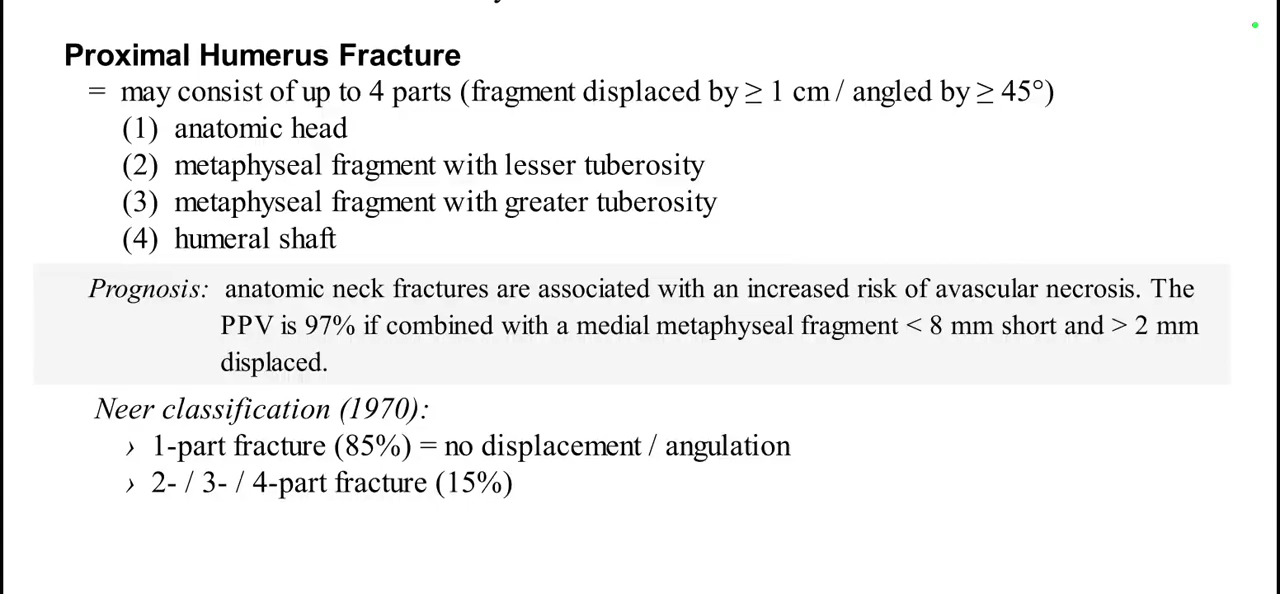 Proximal Humerus Fracture
= may consist of up to 4 parts (fragment displaced by ≥ 1 cm / angled by ≥ 45°)
(1) anatomic head
(2) metaphyseal fragment with lesser tuberosity
(3) metaphyseal fragment with greater tuberosity
(4) humeral shaft
Prognosis: anatomic neck fractures are associated with an increased risk of avascular necrosis. The
PPV is 97% if combined with a medial metaphyseal fragment < 8 mm short and > 2 mm
displaced.
Neer classification (1970):
› 1-part fracture (85%) = no displacement / angulation
› 2- / 3- / 4-part fracture (15%)